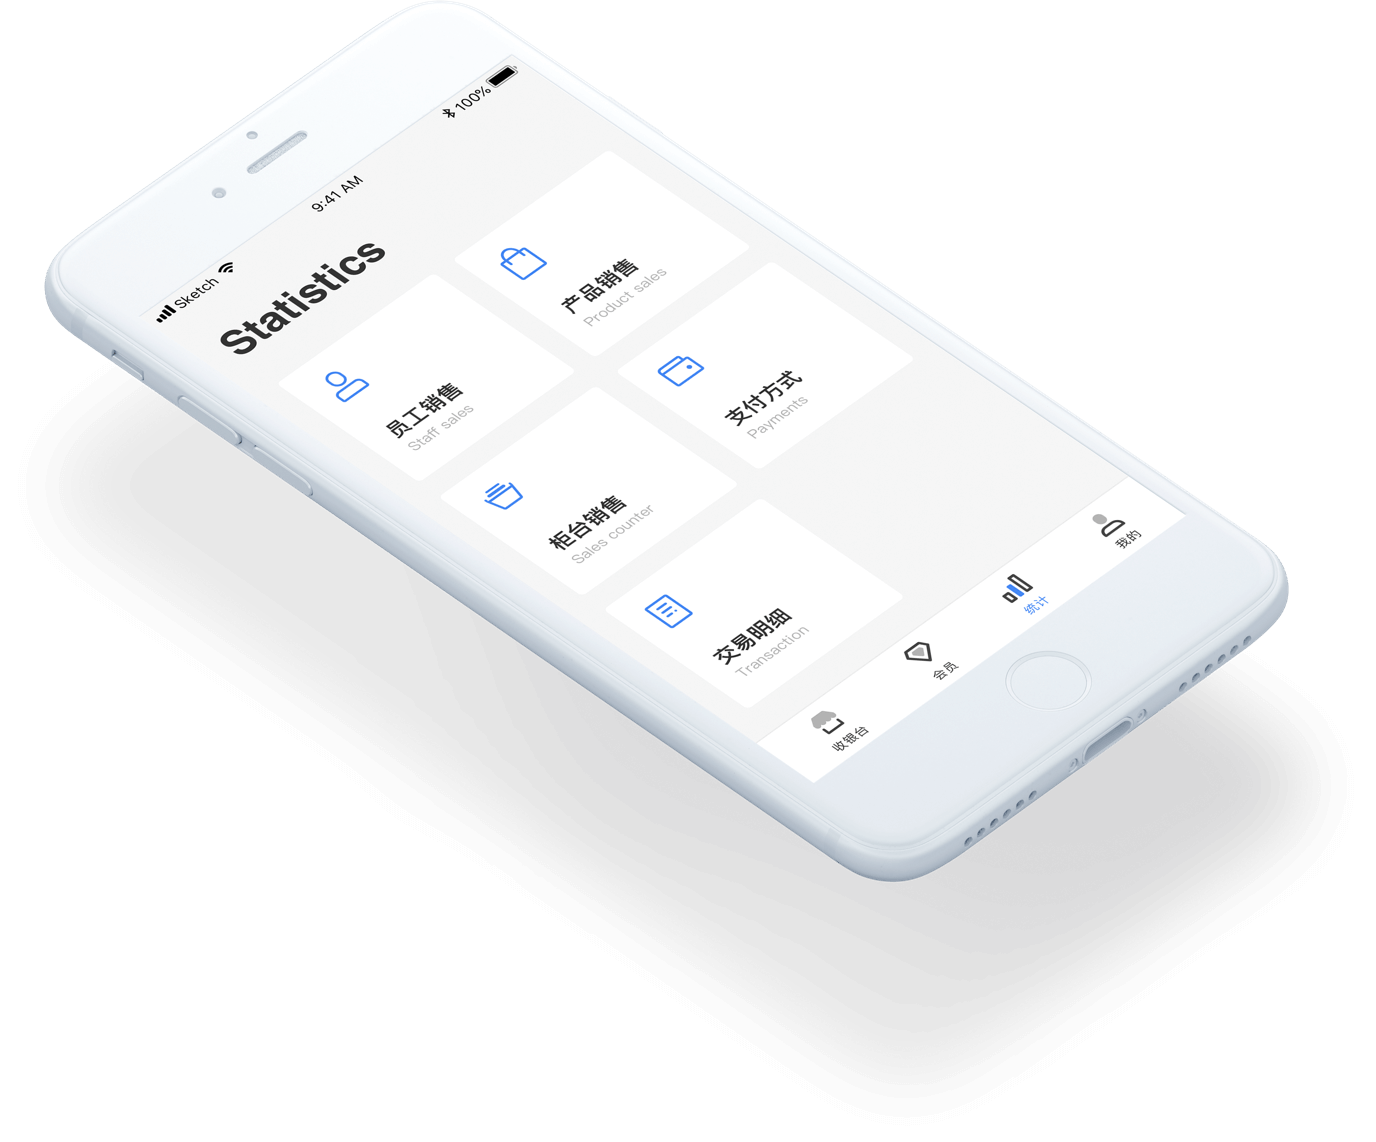 Sketch
9:41 AM
100%
Statistics
员工销售
Staff sales
产品销售
Product sales
柜台销售
Sales counter
支付方式
Payments
交易明细
Transaction
收银台
会员
统计
我的